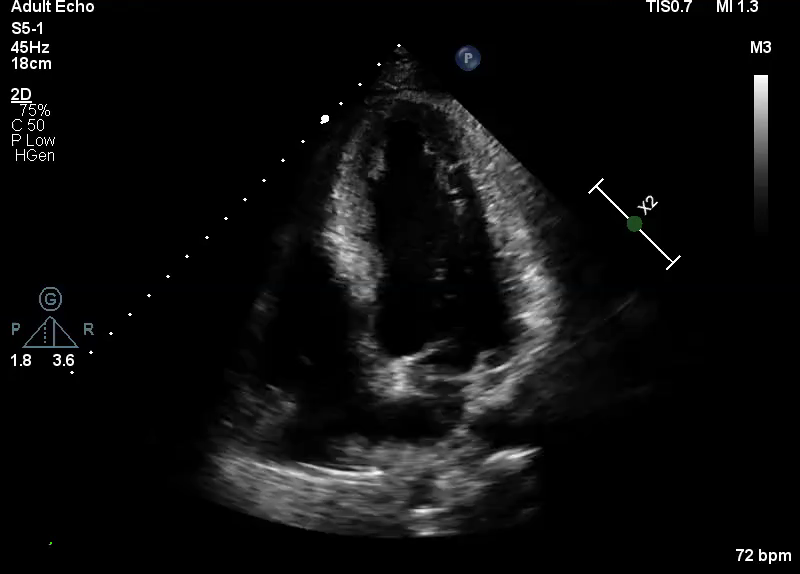 Adult Echo
TIS0.7 MI 1.3
S5-1
45Hz
18cm
M3
2D
75%
C 50
P Low
HGen
P
X2
G
P R
1.8 3.6
72 bpm